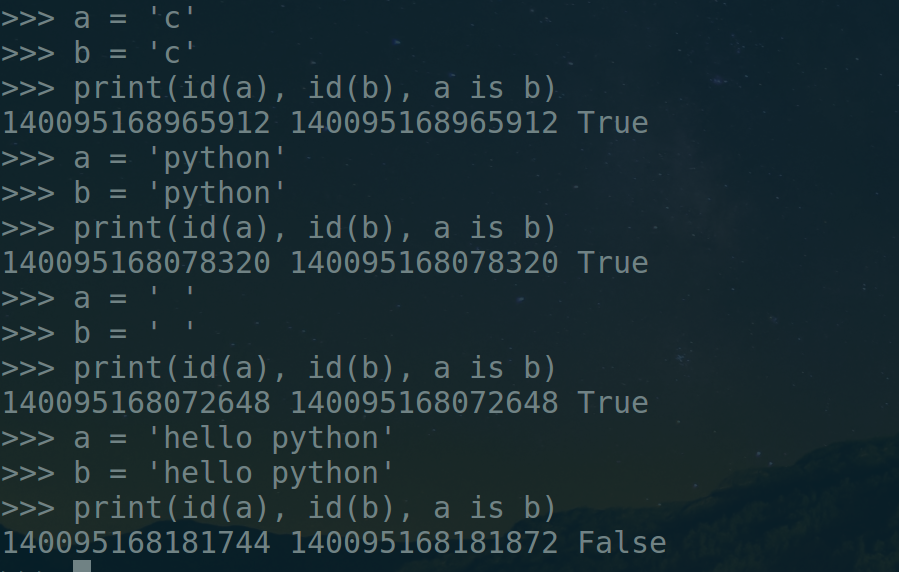 >>> a = 'c'
>>> b = 'c'
>>> print(id(a), id(b), a is b)
140095168965912 140095168965912 True
>>> a = 'python'
>>> b = 'python'
>>> print(id(a), id(b), a is b)
140095168078320 140095168078320 True
>>> a = ' '
>>> b = ' '
>>> print(id(a), id(b), a is b)
140095168072648 140095168072648 True
>>> a = 'hello python'
>>> b = 'hello python'
>>> print(id(a), id(b), a is b)
140095168181744 140095168181872 False
>>>